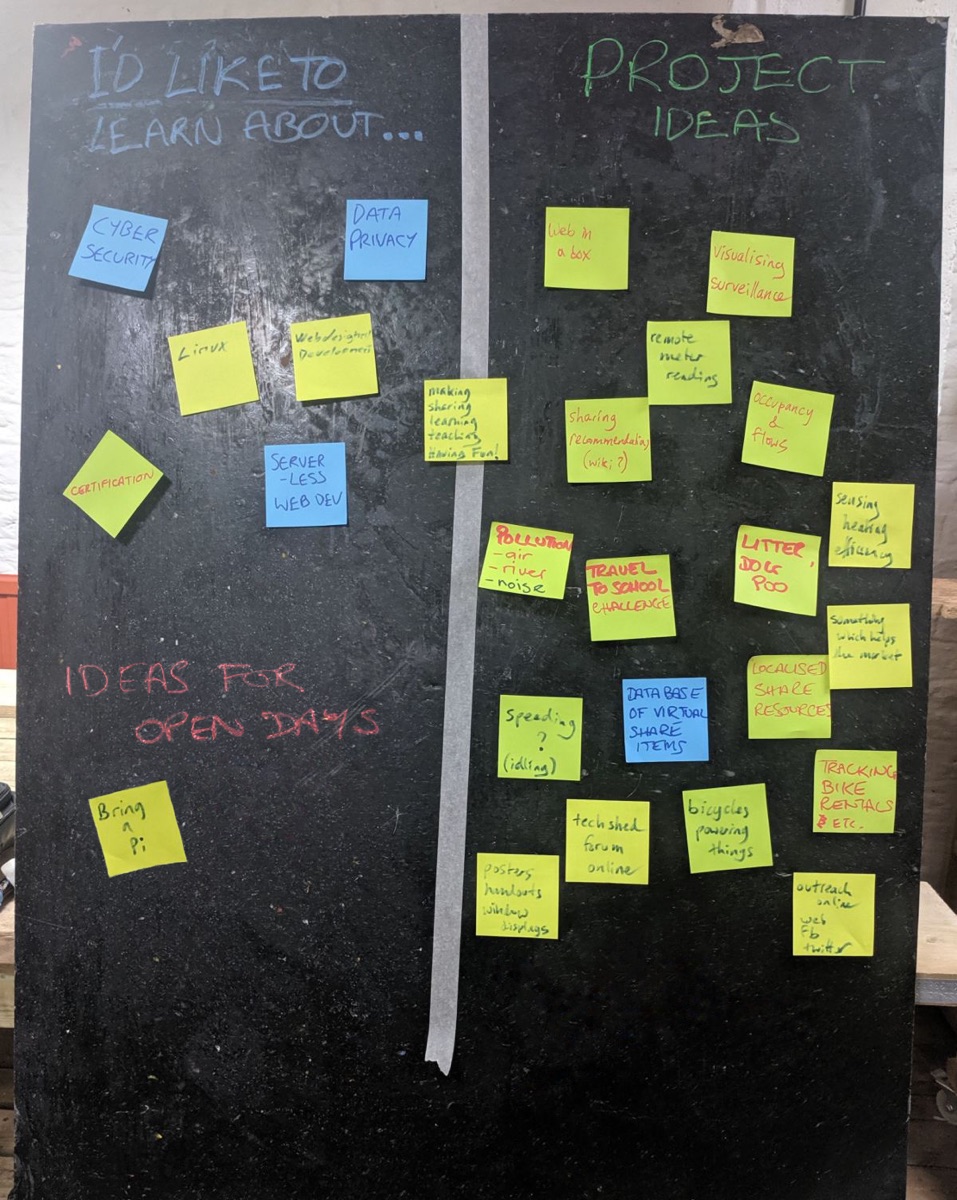 I'D LIKE TO
LEARN ABOUT...
CYBER
SECURITY
DATA
PRIVACY
Linux
Webdesign
Development
making
sharing
learning
teaching
Having Fun!
CERTIFICATION
SERVER
-LESS
WEB DEV
IDEAS FOR
OPEN DAYS
Bring
a
Pi
PROJECT
IDEAS
Web in
a box
Visualising
surveillance
remote
meter
reading
sharing
recommendations
(wiki?)
occupancy
&
flows
sensing
heating
efficiency
POLLUTION
- air
- river
- noise
TRAVEL
TO SCHOOL
CHALLENGE
LITTER,
DOG
POO
something
which helps
the market
LOCALISED
SHARE
RESOURCES
DATABASE
OF VIRTUAL
SHARE
ITEMS
Speeding
?
(idling)
TRACKING
BIKE
RENTALS
& ETC.
bicycles
powering
things
tech shed
forum
online
posters
handouts
window
displays
outreach
online
web
Fb
twitter